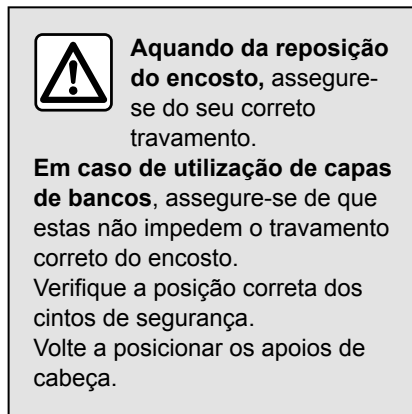 Aquando da reposição
do encosto, assegure-
se do seu correto
travamento.
Em caso de utilização de capas
de bancos, assegure-se de que
estas não impedem o travamento
correto do encosto.
Verifique a posição correta dos
cintos de segurança.
Volte a posicionar os apoios de
cabeça.